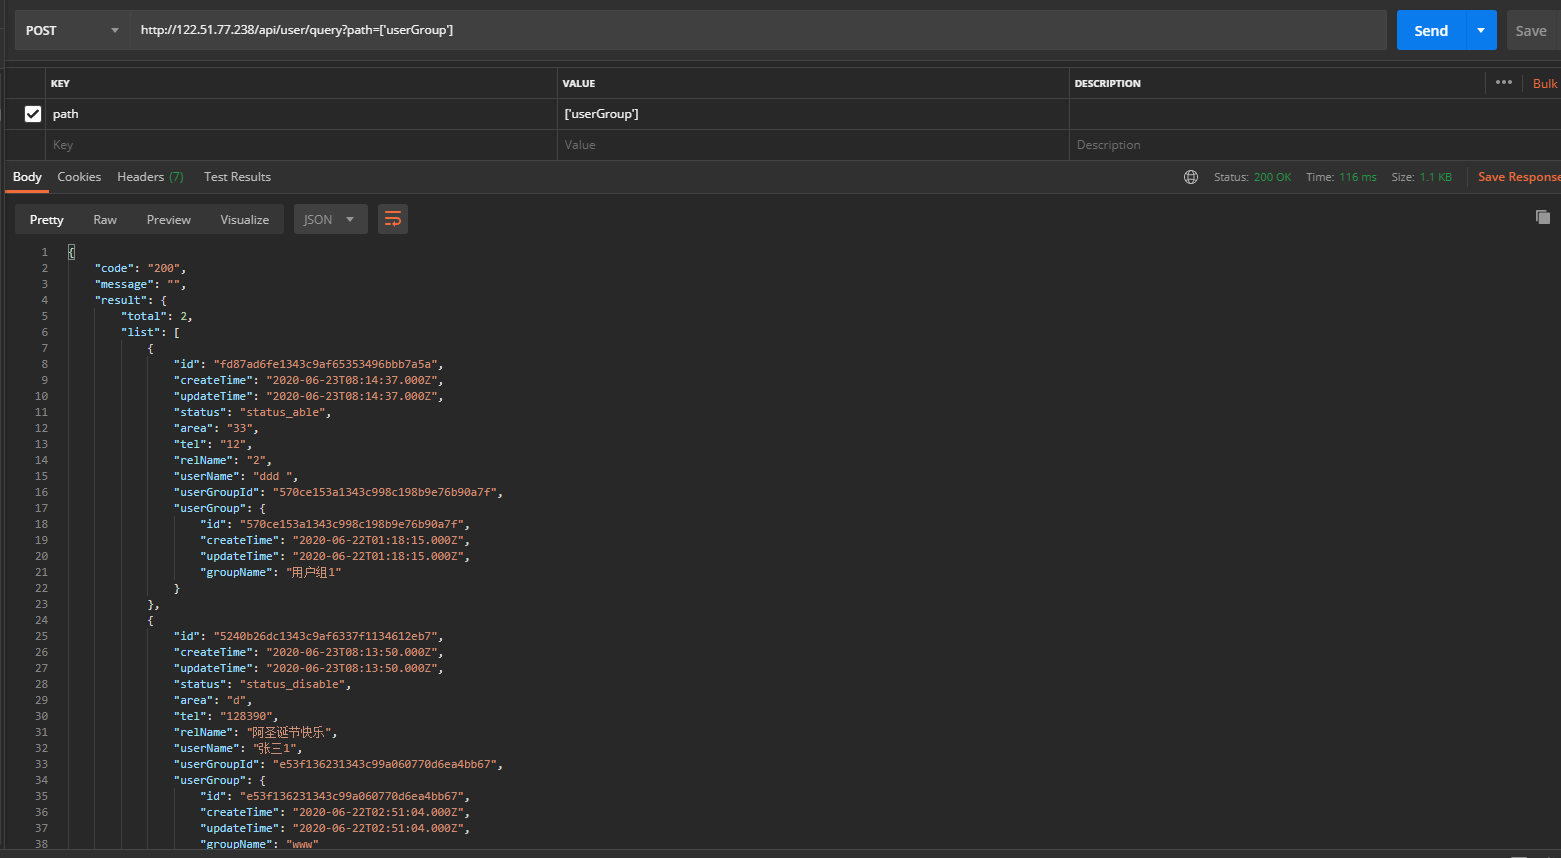 POST http://122.51.77.238/api/user/query?path=['userGroup'] Send Save
KEY VALUE DESCRIPTION ••• Bulk
path ['userGroup']
Key Value Description
Body Cookies Headers (7) Test Results Status: 200 OK Time: 116 ms Size: 1.1 KB Save Response
Pretty Raw Preview Visualize JSON
1 {
2 "code": "200",
3 "message": "",
4 "result": {
5 "total": 2,
6 "list": [
7 {
8 "id": "fd87ad6fe1343c9af65353496bbb7a5a",
9 "createTime": "2020-06-23T08:14:37.000Z",
10 "updateTime": "2020-06-23T08:14:37.000Z",
11 "status": "status_able",
12 "area": "33",
13 "tel": "12",
14 "relName": "2",
15 "userName": "ddd ",
16 "userGroupId": "570ce153a1343c998c198b9e76b90a7f",
17 "userGroup": {
18 "id": "570ce153a1343c998c198b9e76b90a7f",
19 "createTime": "2020-06-22T01:18:15.000Z",
20 "updateTime": "2020-06-22T01:18:15.000Z",
21 "groupName": "用户组1"
22 }
23 },
24 {
25 "id": "5240b26dc1343c9af6337f1134612eb7",
26 "createTime": "2020-06-23T08:13:50.000Z",
27 "updateTime": "2020-06-23T08:13:50.000Z",
28 "status": "status_disable",
29 "area": "d",
30 "tel": "128390",
31 "relName": "阿圣诞节快乐",
32 "userName": "张三1",
33 "userGroupId": "e53f136231343c99a060770d6ea4bb67",
34 "userGroup": {
35 "id": "e53f136231343c99a060770d6ea4bb67",
36 "createTime": "2020-06-22T02:51:04.000Z",
37 "updateTime": "2020-06-22T02:51:04.000Z",
38 "groupName": "www"